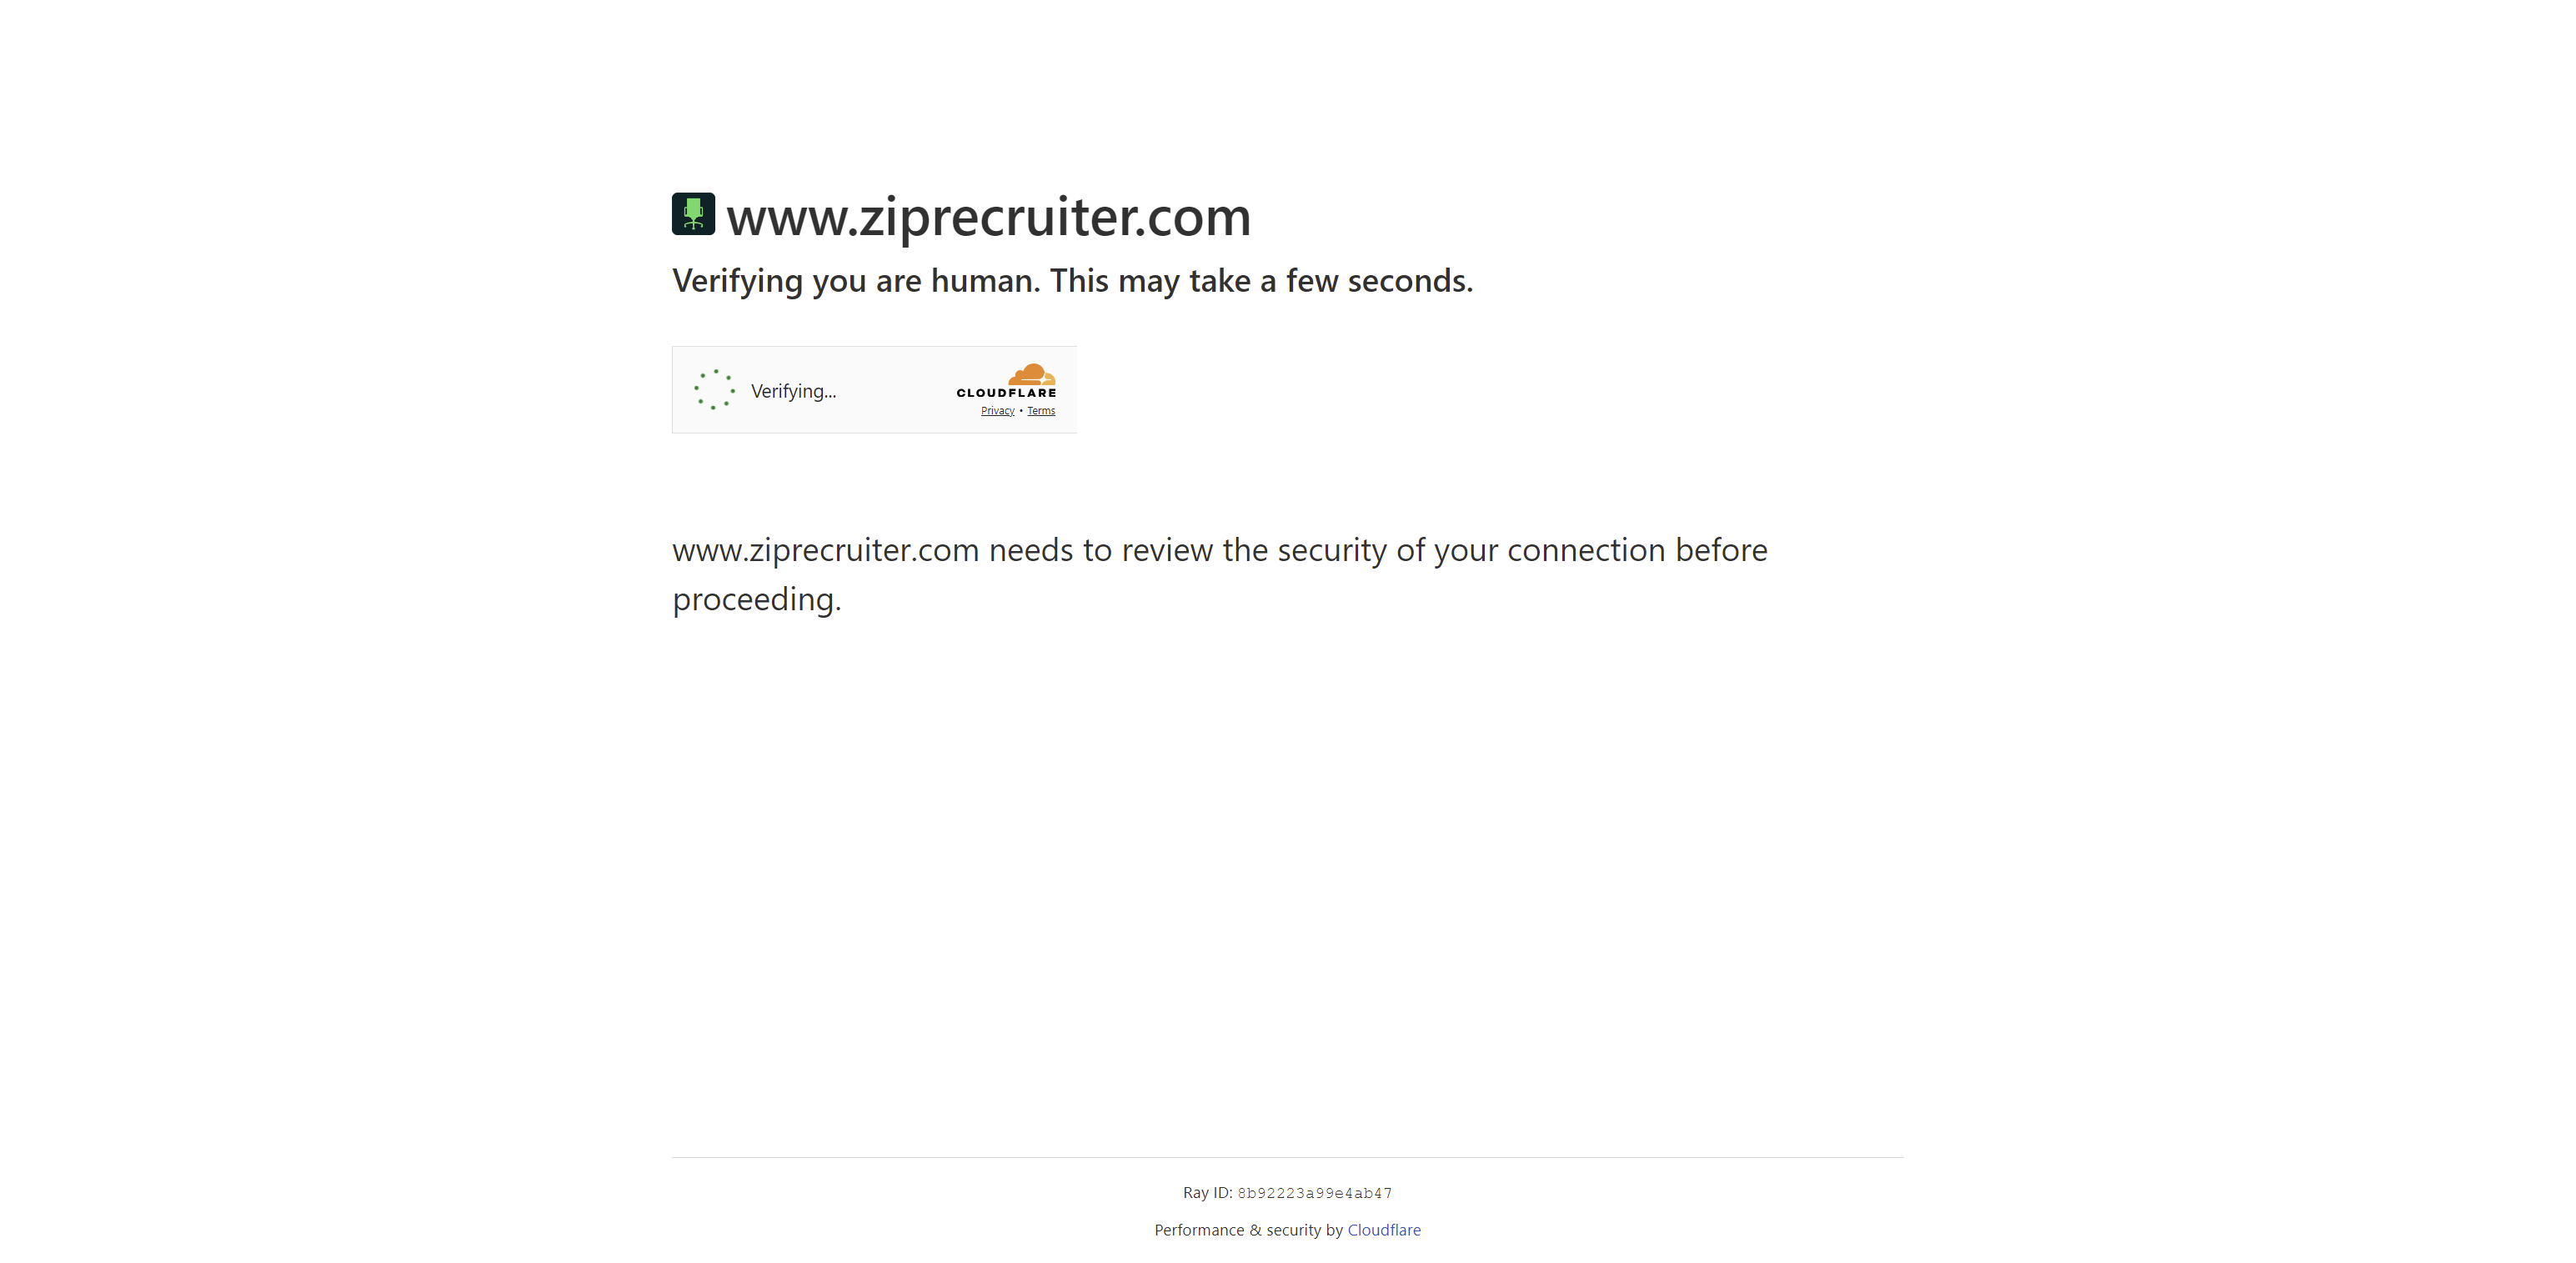 www.ziprecruiter.com
Verifying you are human. This may take a few seconds.
Verifying...
CLOUDFLARE
Privacy • Terms
www.ziprecruiter.com needs to review the security of your connection before
proceeding.
Ray ID: 8b92223a99e4ab47
Performance & security by Cloudflare